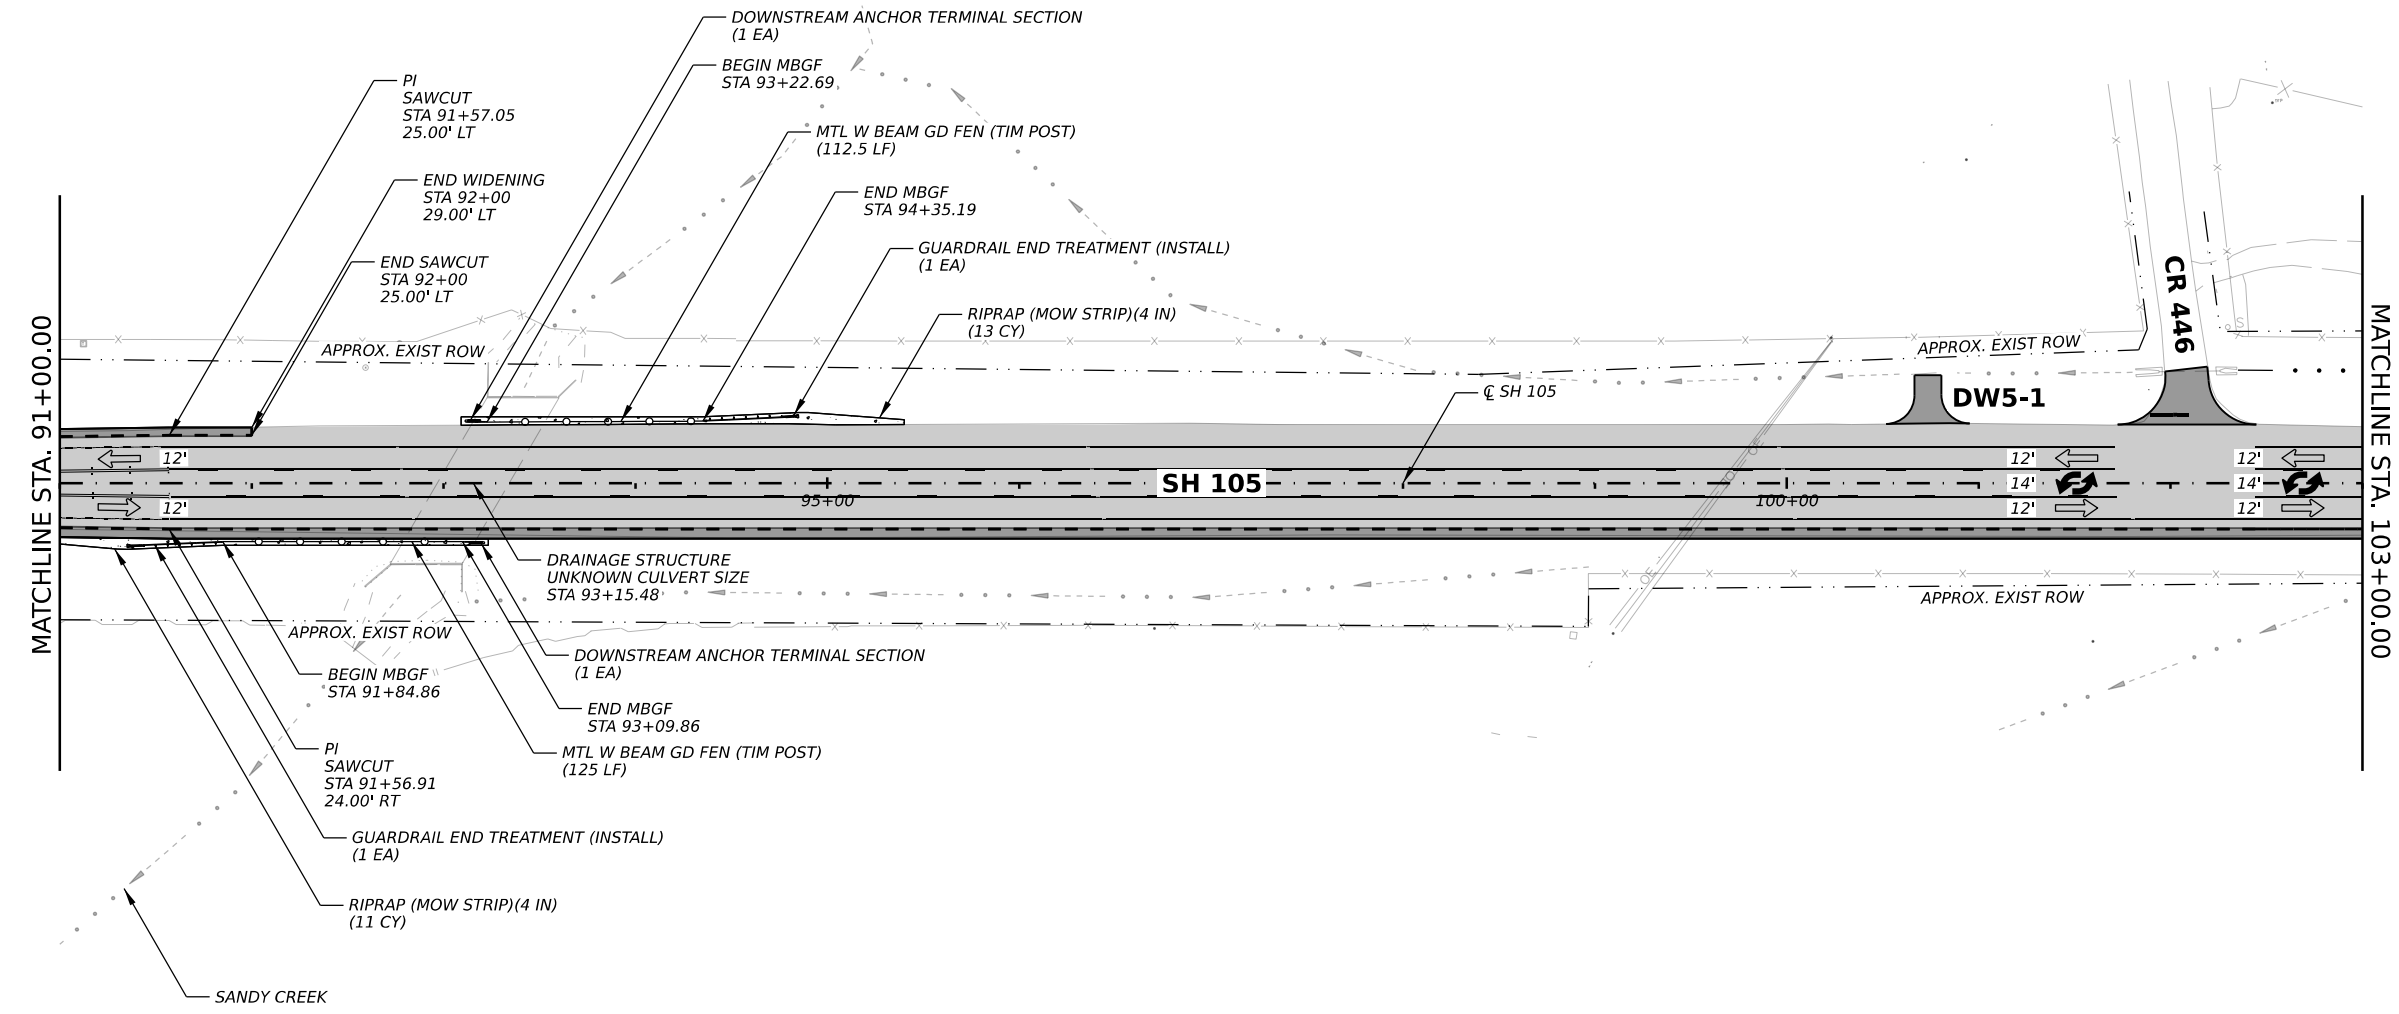 DOWNSTREAM ANCHOR TERMINAL SECTION
(1 EA)
BEGIN MBGF
STA 93+22.69
PI
SAWCUT
STA 91+57.05
25.00' LT
MTL W BEAM GD FEN (TIM POST)
(112.5 LF)
END WIDENING
STA 92+00
29.00' LT
END MBGF
STA 94+35.19
END SAWCUT
STA 92+00
25.00' LT
GUARDRAIL END TREATMENT (INSTALL)
(1 EA)
RIPRAP (MOW STRIP)(4 IN)
(13 CY)
CR 446
APPROX. EXIST ROW
APPROX. EXIST ROW
℄ SH 105
DW5-1
MATCHLINE STA. 91+00.00
MATCHLINE STA. 103+00.00
12'
12'
12'
SH 105
14'
14'
95+00
100+00
12'
12'
12'
OE
OE
DRAINAGE STRUCTURE
UNKNOWN CULVERT SIZE
STA 93+15.48
APPROX. EXIST ROW
APPROX. EXIST ROW
DOWNSTREAM ANCHOR TERMINAL SECTION
(1 EA)
BEGIN MBGF
STA 91+84.86
END MBGF
STA 93+09.86
PI
SAWCUT
STA 91+56.91
24.00' RT
MTL W BEAM GD FEN (TIM POST)
(125 LF)
GUARDRAIL END TREATMENT (INSTALL)
(1 EA)
RIPRAP (MOW STRIP)(4 IN)
(11 CY)
SANDY CREEK